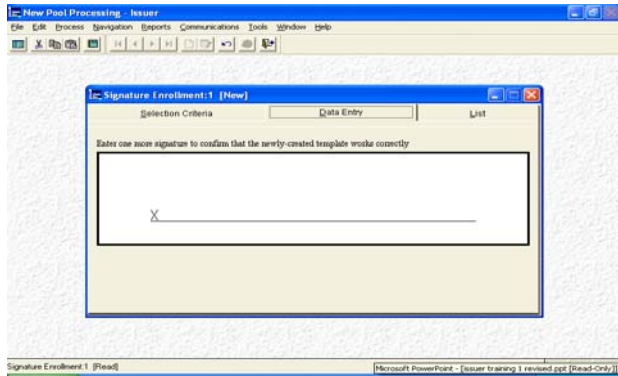 New Pool Processing - Issuer
File Edit Process Navigation Reports Communications Tools Window Help
Signature Enrollment:1 [New]
Selection Criteria Data Entry List
Enter one more signature to confirm that the newly-created template works correctly
X
Signature Enrollment:1 [Read]
Microsoft PowerPoint - [issuer training 1 revised.ppt [Read-Only]]